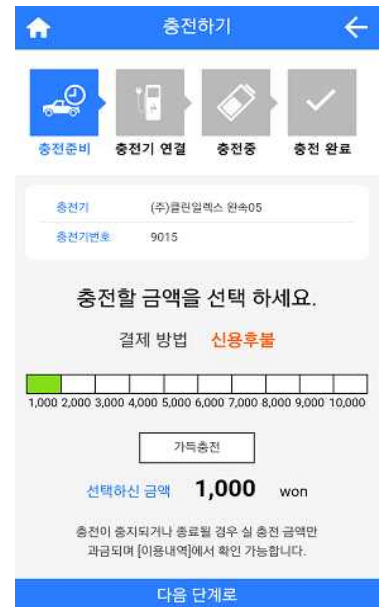 충전하기
충전준비 충전기 연결 충전중 충전 완료
충전기 (주)클린일렉스 완속05
충전기번호 9015
충전할 금액을 선택 하세요.
결제 방법 신용후불
1,000 2,000 3,000 4,000 5,000 6,000 7,000 8,000 9,000 10,000
가득충전
선택하신 금액 1,000 won
충전이 중지되거나 종료될 경우 실 충전 금액만
과금되며 [이용내역]에서 확인 가능합니다.
다음 단계로